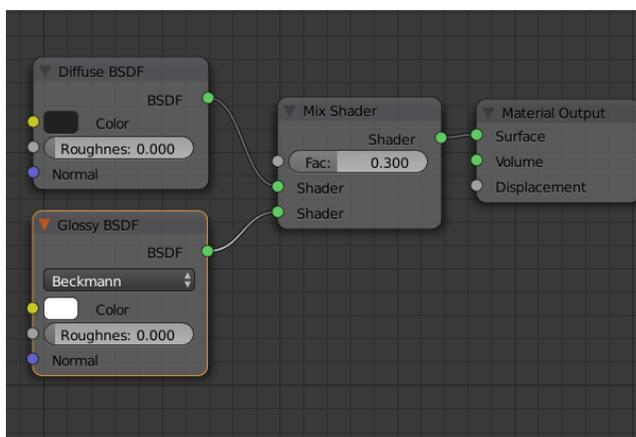 Diffuse BSDF
BSDF
Color
Roughnes: 0.000
Normal
Glossy BSDF
BSDF
Beckmann
Color
Roughnes: 0.000
Normal
Mix Shader
Shader
Fac: 0.300
Shader
Shader
Material Output
Surface
Volume
Displacement